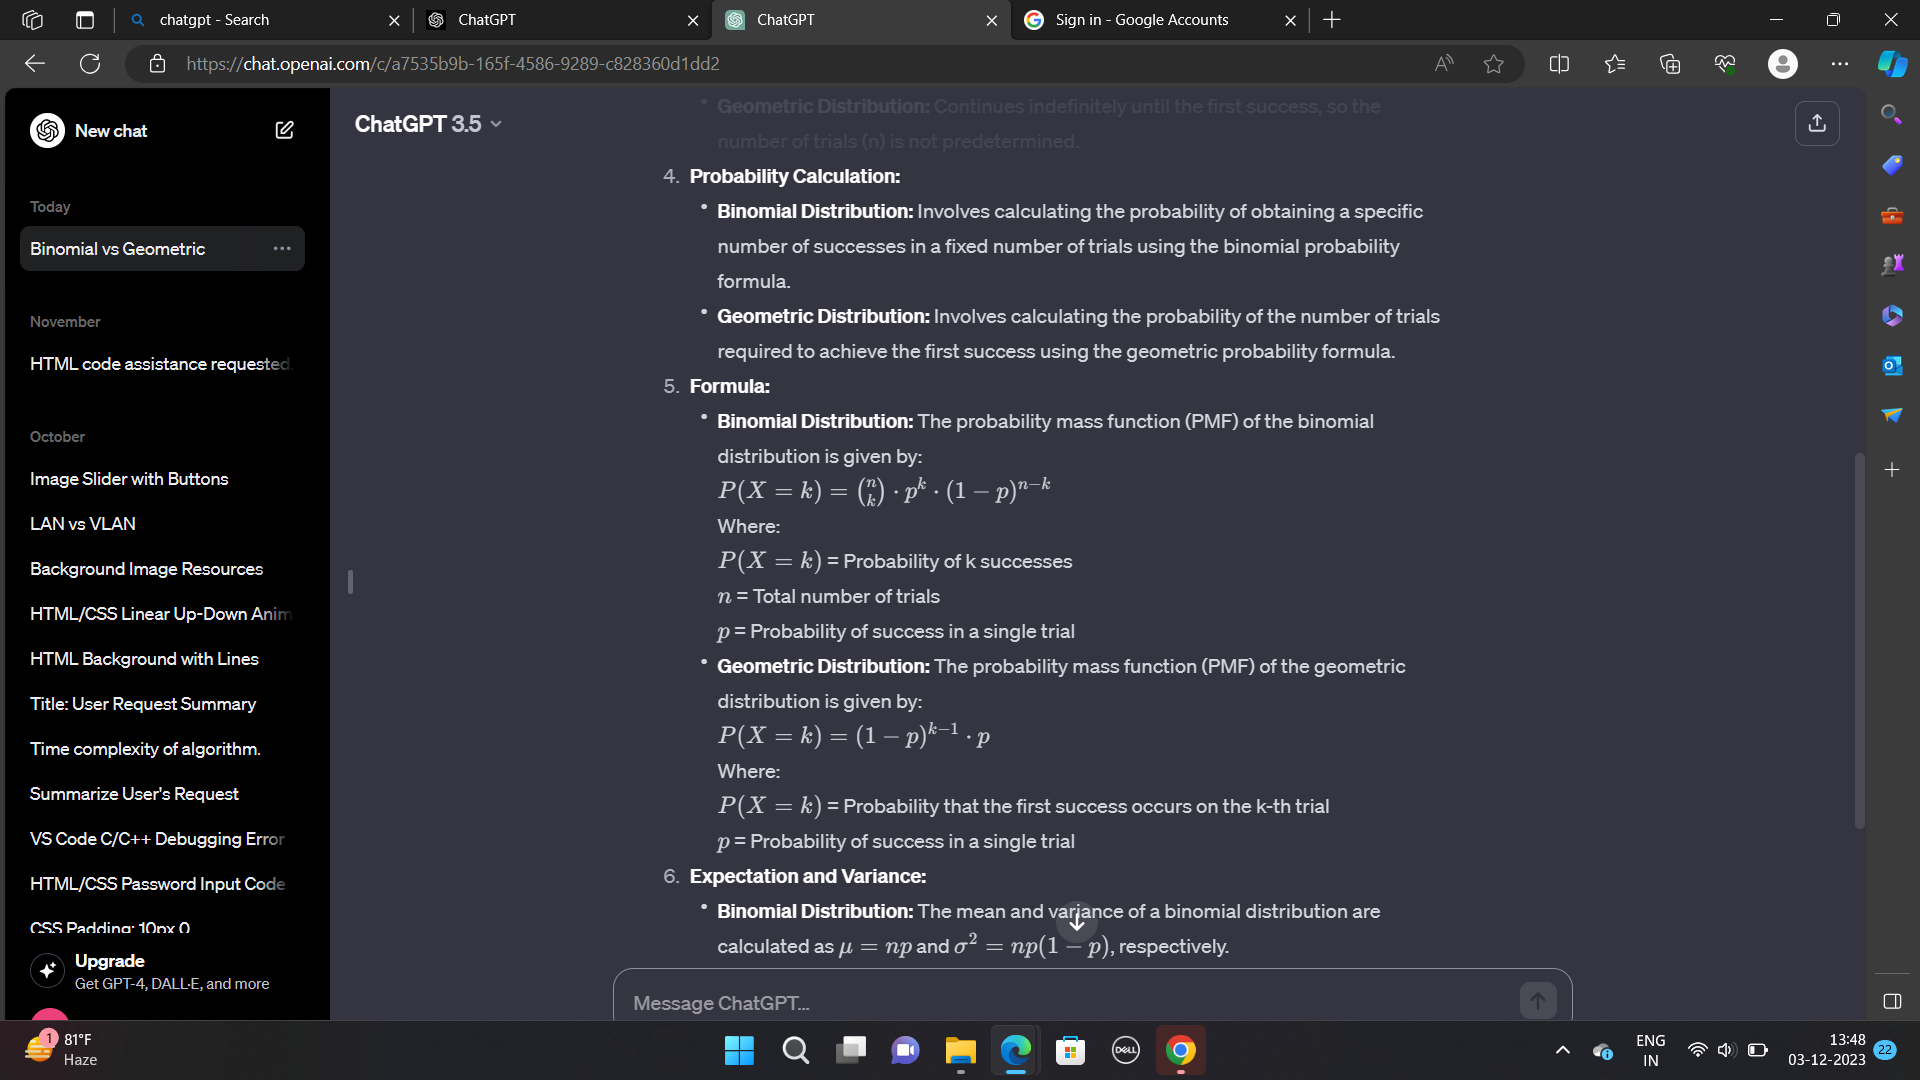 chatgpt - Search
ChatGPT
ChatGPT
Sign in - Google Accounts
https://chat.openai.com/c/a7535b9b-165f-4586-9289-c828360d1dd2
New chat
Today
Binomial vs Geometric
November
HTML code assistance requested.
October
Image Slider with Buttons
LAN vs VLAN
Background Image Resources
HTML/CSS Linear Up-Down Anim
HTML Background with Lines
Title: User Request Summary
Time complexity of algorithm.
Summarize User's Request
VS Code C/C++ Debugging Error
HTML/CSS Password Input Code
CSS Padding: 10px 0
Upgrade
Get GPT-4, DALL·E, and more
ChatGPT 3.5
• Geometric Distribution: Continues indefinitely until the first success, so the
number of trials (n) is not predetermined.
4. Probability Calculation:
• Binomial Distribution: Involves calculating the probability of obtaining a specific
number of successes in a fixed number of trials using the binomial probability
formula.
• Geometric Distribution: Involves calculating the probability of the number of trials
required to achieve the first success using the geometric probability formula.
5. Formula:
• Binomial Distribution: The probability mass function (PMF) of the binomial
distribution is given by:
P(X = k) = (n k) · p^k · (1 − p)^{n−k}
Where:
P(X = k) = Probability of k successes
n = Total number of trials
p = Probability of success in a single trial
• Geometric Distribution: The probability mass function (PMF) of the geometric
distribution is given by:
P(X = k) = (1 − p)^{k−1} · p
Where:
P(X = k) = Probability that the first success occurs on the k-th trial
p = Probability of success in a single trial
6. Expectation and Variance:
• Binomial Distribution: The mean and variance of a binomial distribution are
calculated as μ = np and σ² = np(1 − p), respectively.
Message ChatGPT...
1
81°F
Haze
DELL
ENG
IN
13:48
03-12-2023
22